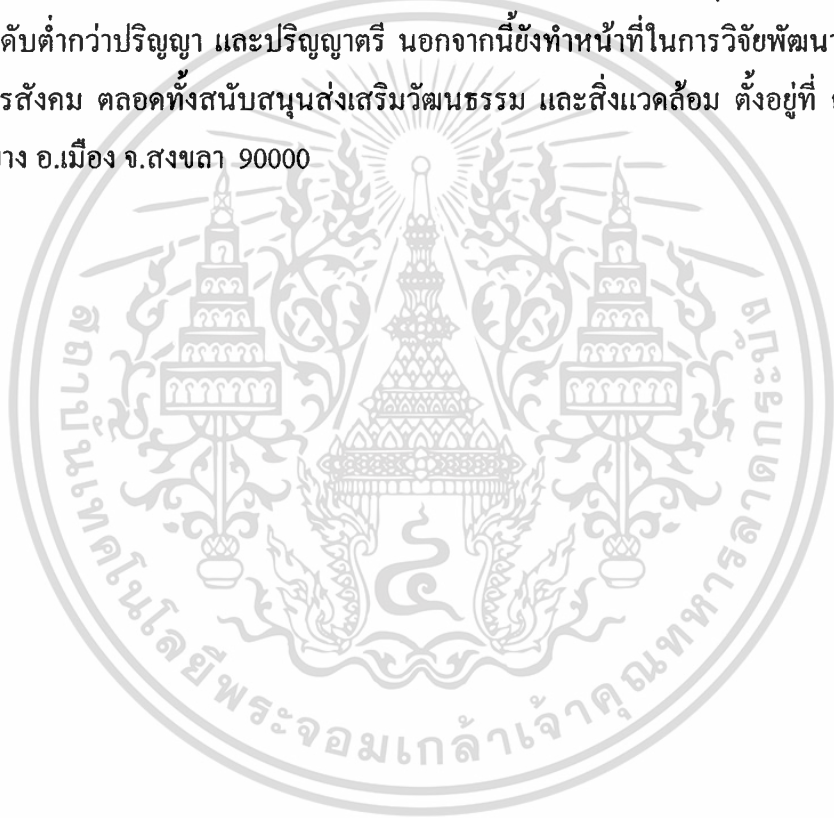 ดับต่ำกว่าปริญญา และปริญญาตรี นอกจากนี้ยังทำหน้าที่ในการวิจัยพัฒนา
รสังคม ตลอดทั้งสนับสนุนส่งเสริมวัฒนธรรม และสิ่งแวดล้อม ตั้งอยู่ที่
ยาง อ.เมือง จ.สงขลา 90000
สถาบันเทคโนโลยีพระจอมเกล้าเจ้าคุณทหารลาดกระบัง
๔